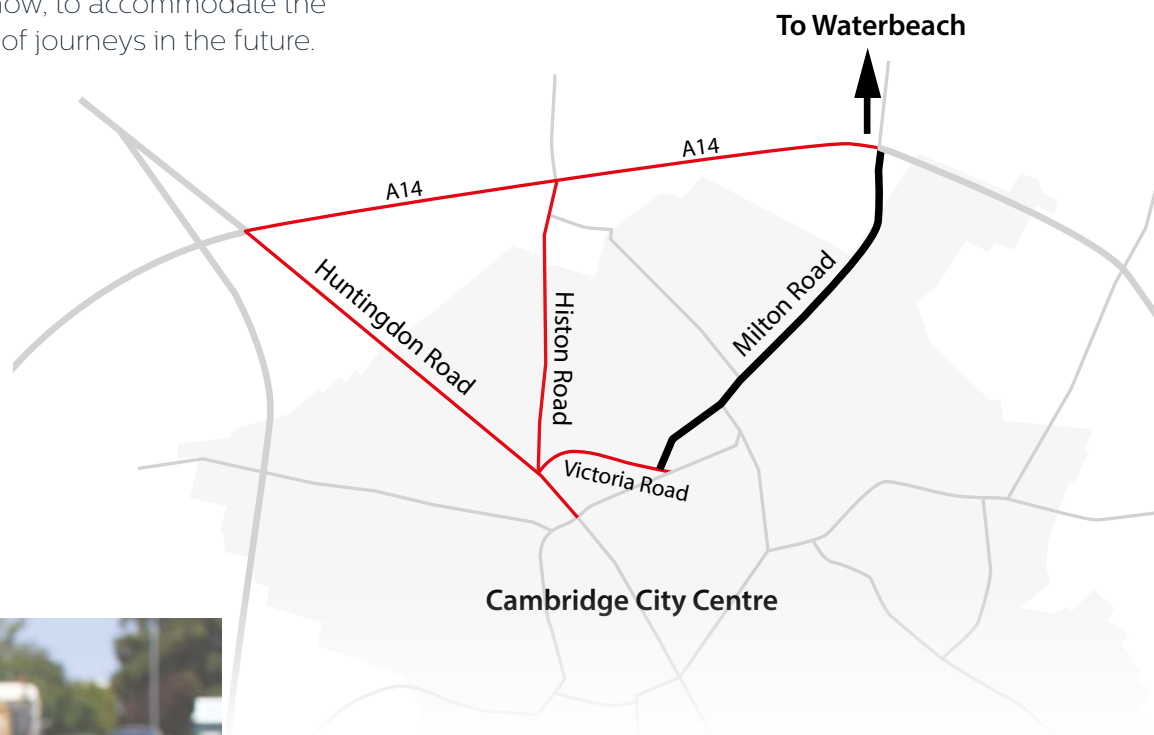 now, to accommodate the
of journeys in the future.
To Waterbeach
A14
A14
Huntingdon Road
Histon Road
Milton Road
Victoria Road
Cambridge City Centre